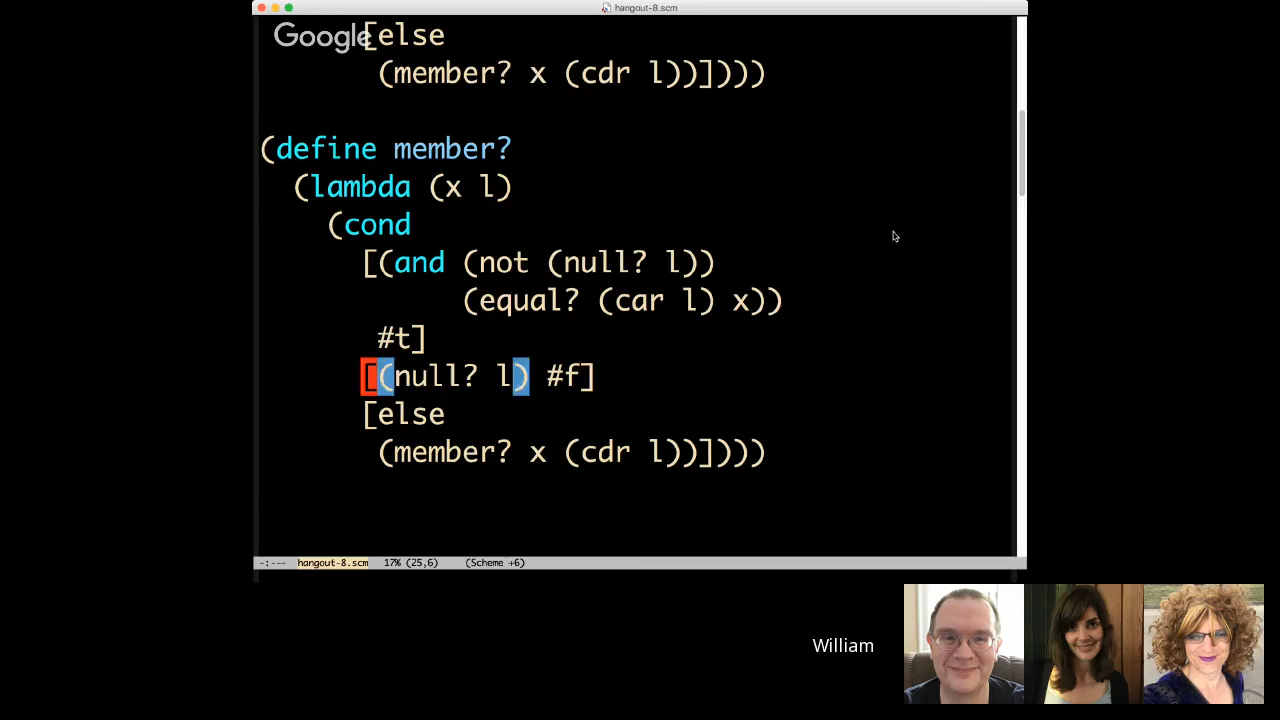 hangout-8.scm
Google
[else
(member? x (cdr l))])))
(define member?
(lambda (x l)
(cond
[(and (not (null? l))
(equal? (car l) x))
#t]
[(null? l) #f]
[else
(member? x (cdr l))])))
-:--- hangout-8.scm 17% (25,6) (Scheme +6)
William